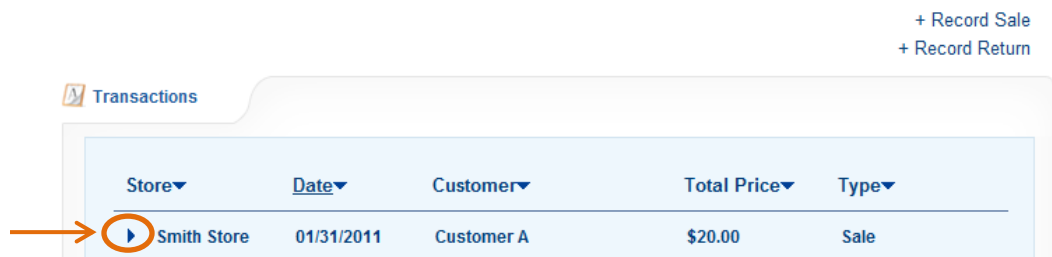 + Record Sale
+ Record Return
Transactions
Store Date Customer Total Price Type
Smith Store 01/31/2011 Customer A $20.00 Sale